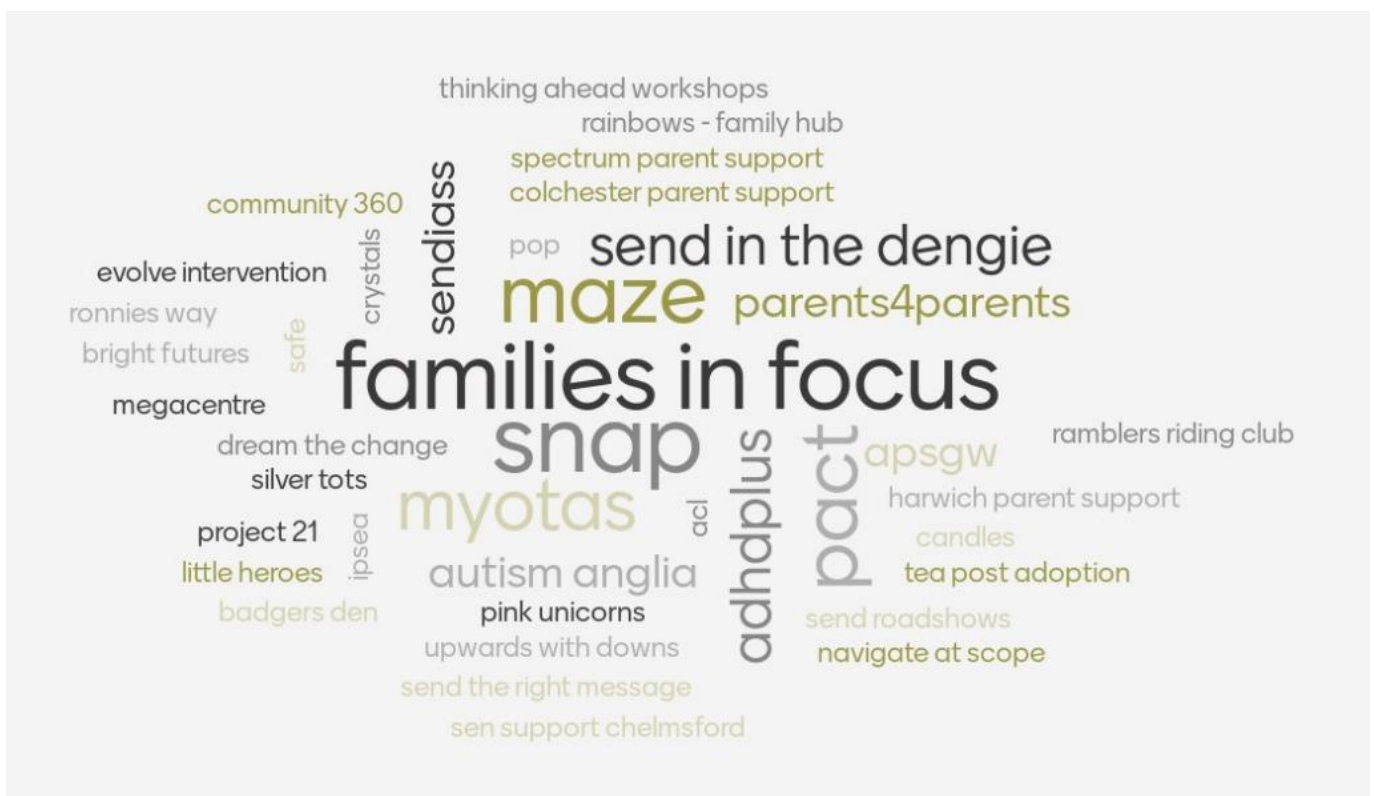 thinking ahead workshops
rainbows - family hub
spectrum parent support
colchester parent support
community 360
sendiass
crystals
pop
send in the dengie
evolve intervention
maze
parents4parents
ronnies way
safe
bright futures
families in focus
megacentre
snap
pact
adhdplus
apsgw
ramblers riding club
dream the change
silver tots
myotas
acl
harwich parent support
project 21
ipsea
candles
little heroes
autism anglia
tea post adoption
badgers den
pink unicorns
send roadshows
upwards with downs
navigate at scope
send the right message
sen support chelmsford